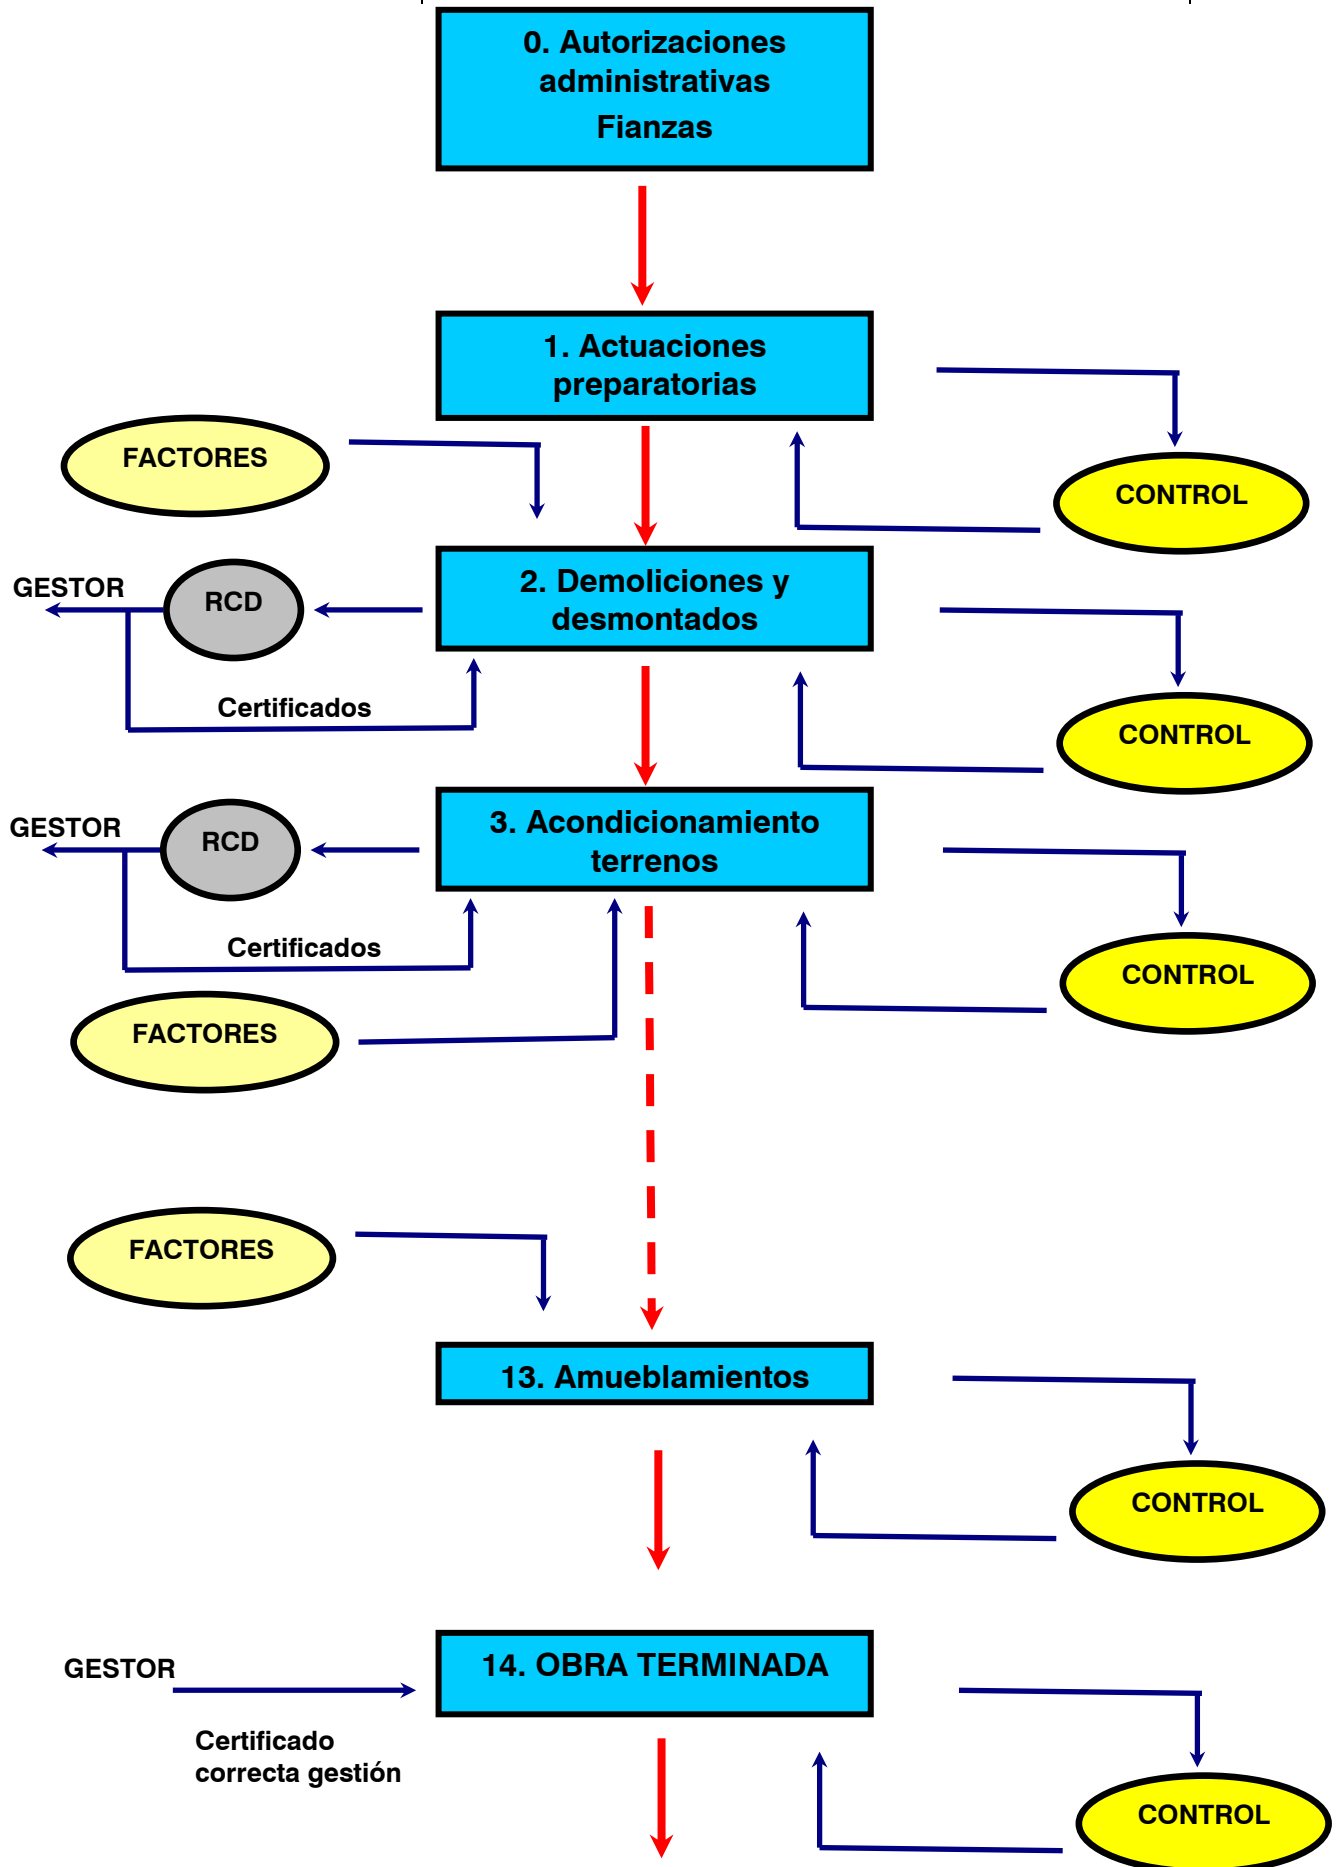 0. Autorizaciones
administrativas
Fianzas
1. Actuaciones
preparatorias
FACTORES
CONTROL
2. Demoliciones y
desmontados
GESTOR
RCD
Certificados
CONTROL
3. Acondicionamiento
terrenos
GESTOR
RCD
Certificados
CONTROL
FACTORES
FACTORES
13. Amueblamientos
CONTROL
14. OBRA TERMINADA
GESTOR
Certificado
correcta gestión
CONTROL